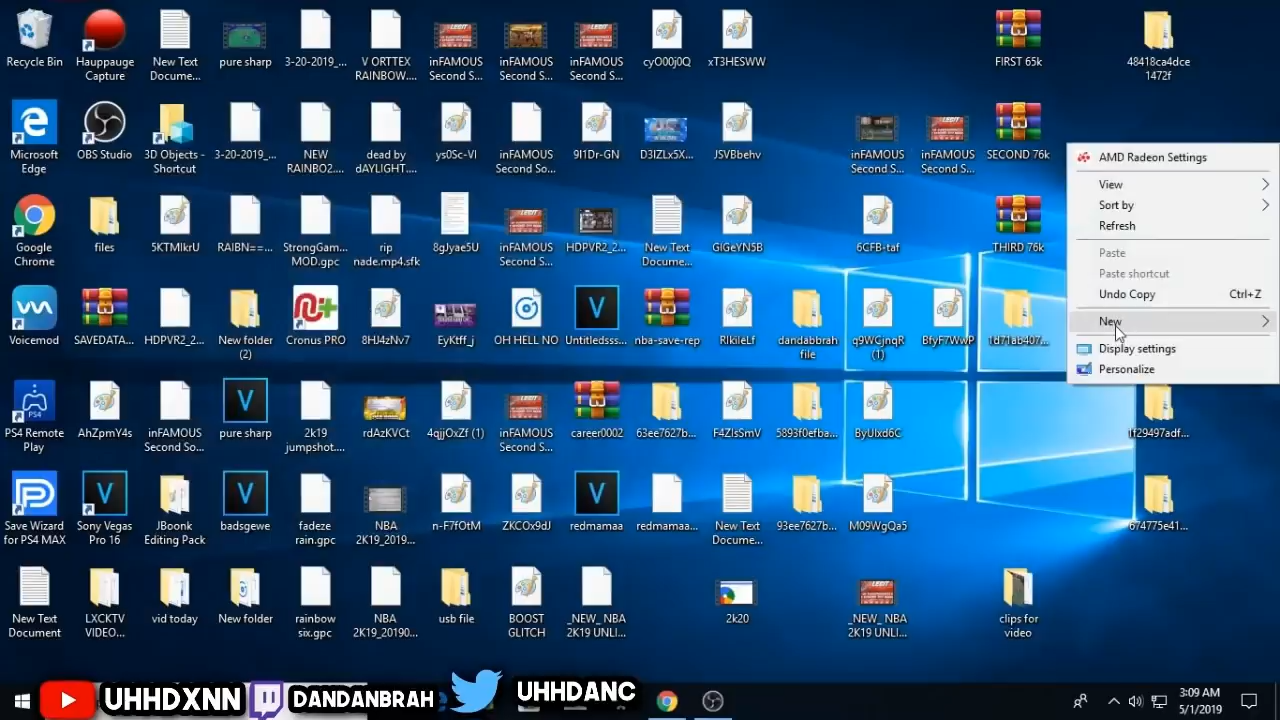 Recycle Bin
Hauppauge Capture
New Text Docume...
pure sharp
3-20-2019_...
V ORTTEX RAINBOW....
inFAMOUS Second S...
inFAMOUS Second S...
inFAMOUS Second S...
cyO00j0Q
xT3HESWW
FIRST 65k
48418ca4dce 1472f
Microsoft Edge
OBS Studio
3D Objects - Shortcut
3-20-2019_...
NEW RAINBO2....
dead by dAYLIGHT....
ys0Sc-VI
inFAMOUS Second So...
9I1Dr-GN
D3IZLx5X...
JSVBbehv
inFAMOUS Second S...
inFAMOUS Second S...
SECOND 76k
Google Chrome
files
5KTMIkrU
RAIBN==...
StrongGam... MOD.gpc
rip nade.mp4.sfk
8gJyae5U
inFAMOUS Second S...
HDPVR2_2...
New Text Docume...
GIGeYN5B
6CFB-taf
THIRD 76k
Voicemod
SAVEDATA...
HDPVR2_2...
New folder (2)
Cronus PRO
8HJ4zNv7
EyKtff_j
OH HELL NO
Untitledsss...
nba-save-rep
RIkileLf
dandabbrah file
q9WCjnqR (1)
BfyF7WwP
1d71ab407...
PS4 Remote Play
AhZpmY4s
inFAMOUS Second So...
pure sharp
2k19 jumpshot....
rdAzKVCt
4qjjOxZf (1)
inFAMOUS Second S...
career0002
63ee7627b...
F4ZIsSmV
5893f0efba...
ByUIxd6C
1f29497adf...
Save Wizard for PS4 MAX
Sony Vegas Pro 16
JBoonk Editing Pack
badsgewe
fadeze rain.gpc
NBA 2K19_2019...
n-F7fOtM
ZKCOx9dJ
redmamaa
redmamaa...
New Text Docume...
93ee7627b...
M09WgQa5
674775e41...
New Text Document
LXCKTV VIDEO...
vid today
New folder
rainbow six.gpc
NBA 2K19_20190...
usb file
BOOST GLITCH
_NEW_ NBA 2K19 UNLI...
2k20
_NEW_ NBA 2K19 UNLI...
clips for video
AMD Radeon Settings
View
Sort by
Refresh
Paste
Paste shortcut
Undo Copy Ctrl+Z
New
Display settings
Personalize
UHHDXNN
DANDANBRAH
UHHDANC
3:09 AM
5/1/2019